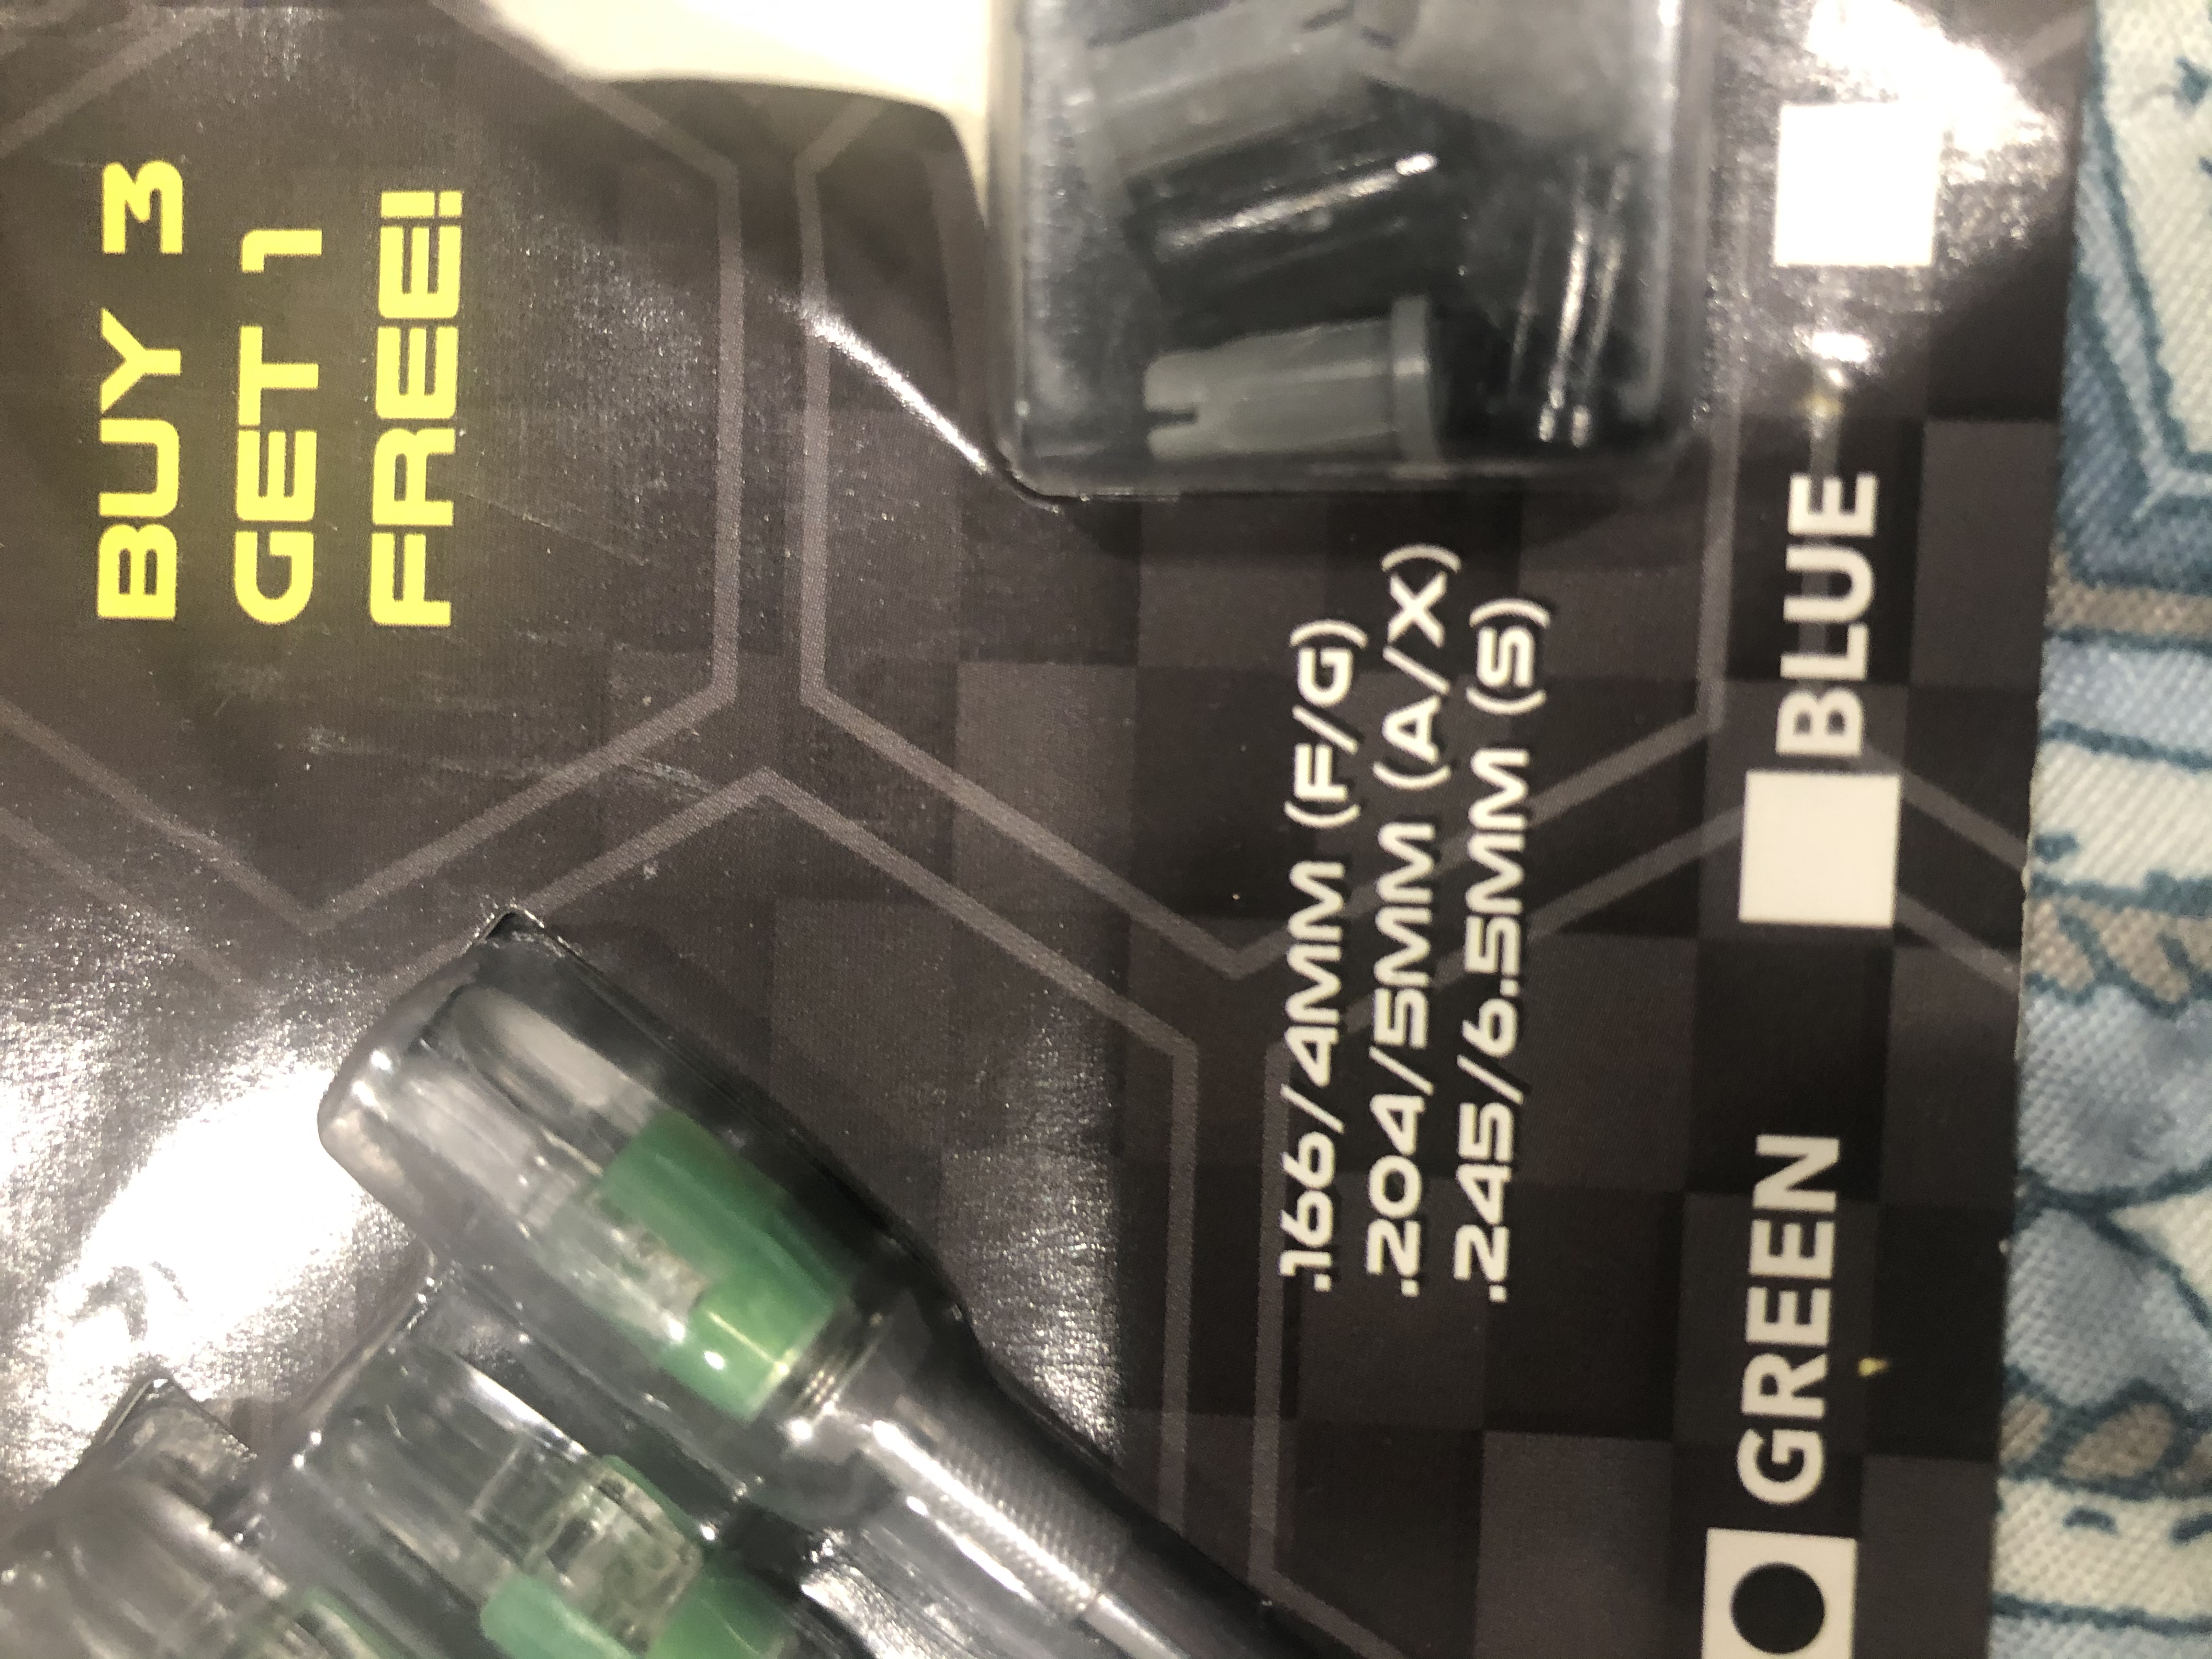 BUY 3
GET 1
FREE!
.166/4MM (F/G)
.204/5MM (A/X)
.245/6.5MM (S)
GREEN BLUE